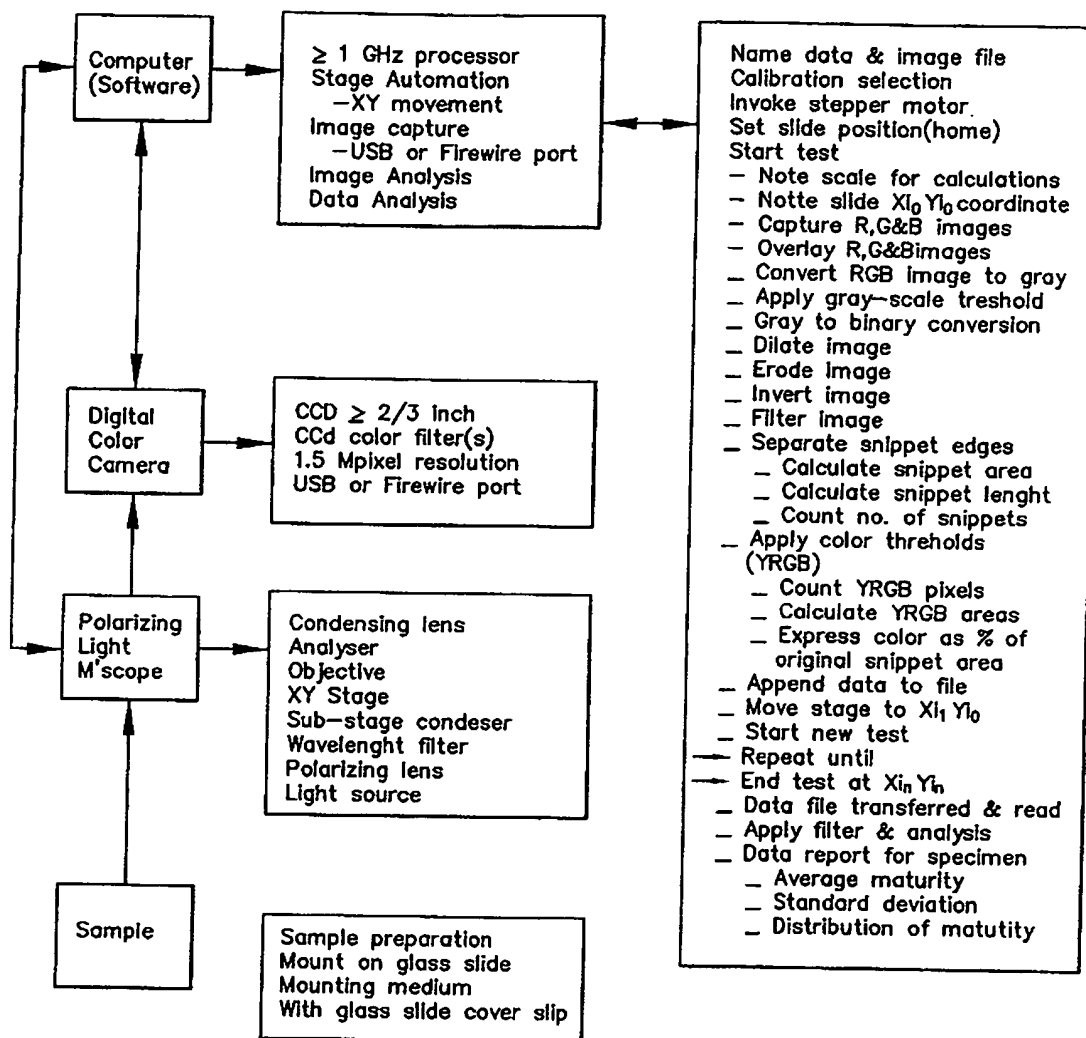 Computer
(Software)
≥ 1 GHz processor
Stage Automation
–XY movement
Image capture
–USB or Firewire port
Image Analysis
Data Analysis
Name data & image file
Calibration selection
Invoke stepper motor.
Set slide position(home)
Start test
– Note scale for calculations
– Notte slide Xi₀ Yi₀ coordinate
– Capture R,G&B images
– Overlay R,G&Bimages
– Convert RGB image to gray
– Apply gray–scale treshold
– Gray to binary conversion
– Dilate image
– Erode image
– Invert image
– Filter image
– Separate snippet edges
– Calculate snippet area
– Calculate snippet lenght
– Count no. of snippets
– Apply color threholds
(YRGB)
– Count YRGB pixels
– Calculate YRGB areas
– Express color as % of
original snippet area
– Append data to file
– Move stage to Xi₁ Yi₀
– Start new test
Repeat until
End test at Xiₙ Yiₙ
– Data file transferred & read
– Apply filter & analysis
– Data report for specimen
– Average maturity
– Standard deviation
– Distribution of matutity
Digital
Color
Camera
CCD ≥ 2/3 inch
CCd color filter(s)
1.5 Mpixel resolution
USB or Firewire port
Polarizing
Light
M'scope
Condensing lens
Analyser
Objective
XY Stage
Sub–stage condeser
Wavelenght filter
Polarizing lens
Light source
Sample
Sample preparation
Mount on glass slide
Mounting medium
With glass slide cover slip